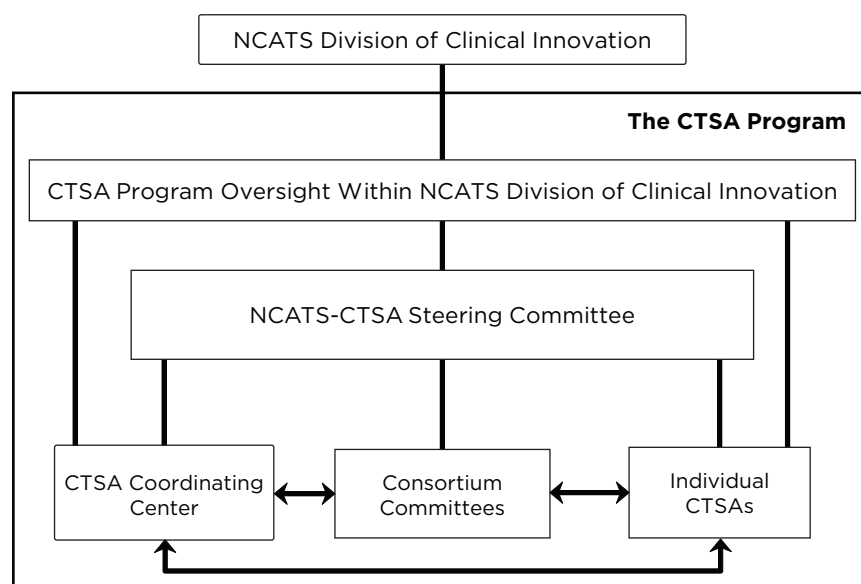 NCATS Division of Clinical Innovation
The CTSA Program
CTSA Program Oversight Within NCATS Division of Clinical Innovation
NCATS-CTSA Steering Committee
CTSA Coordinating
Center
Consortium
Committees
Individual
CTSAs